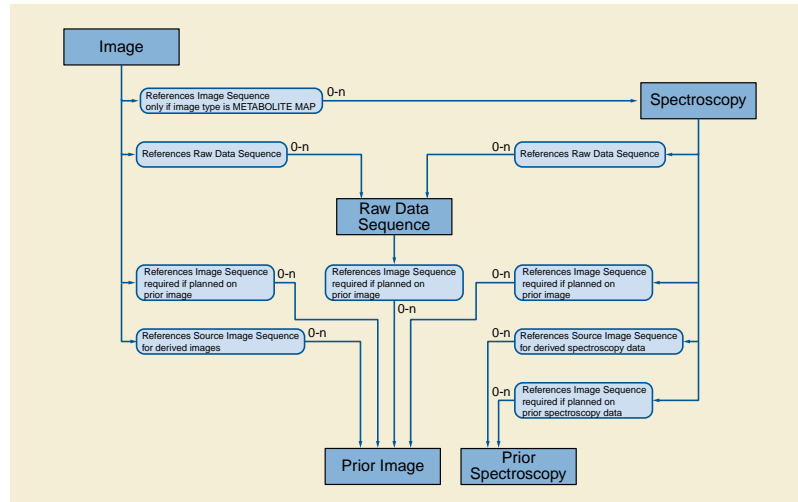 Image
References Image Sequence
only if image type is METABOLITE MAP
0-n
Spectroscopy
References Raw Data Sequence
0-n
0-n
References Raw Data Sequence
Raw Data
Sequence
References Image Sequence
required if planned on
prior image
0-n
References Image Sequence
required if planned on
prior image
0-n
0-n
References Image Sequence
required if planned on
prior image
References Source Image Sequence
for derived images
0-n
0-n
References Source Image Sequence
for derived spectroscopy data
0-n
References Image Sequence
required if planned on
prior spectroscopy data
Prior Image
Prior
Spectroscopy